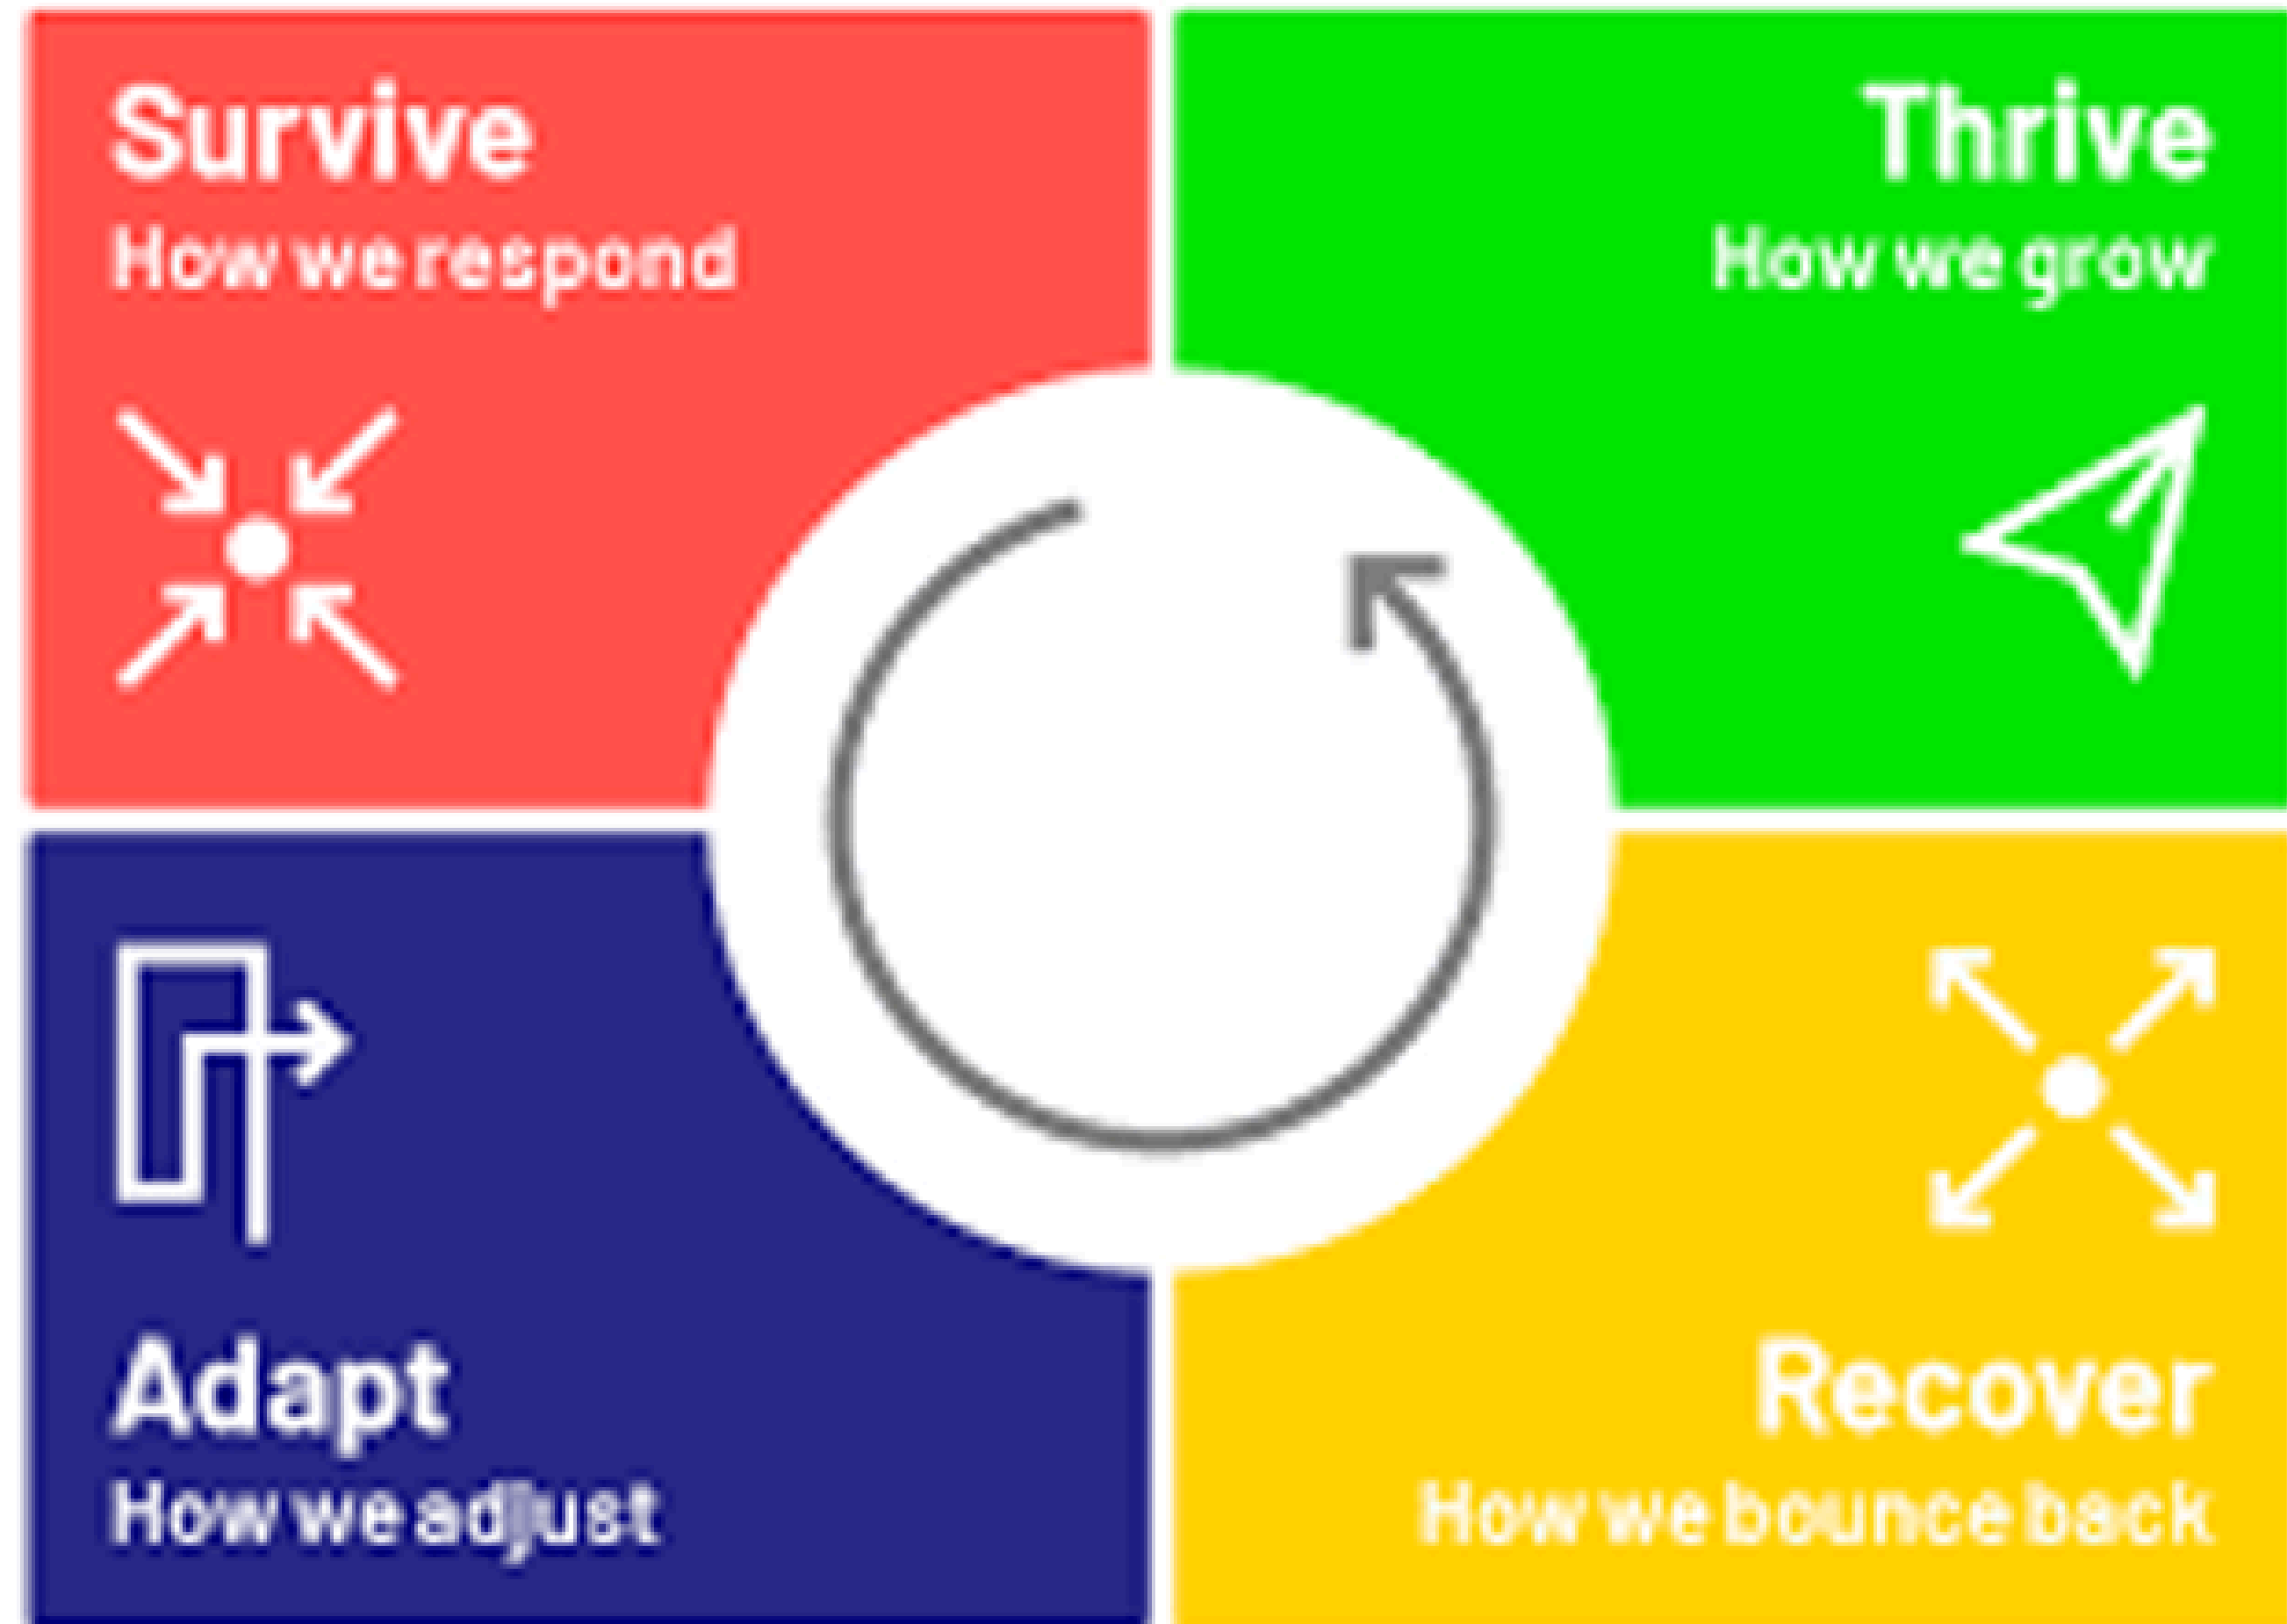 Survive
How we respond
Thrive
How we grow
Adapt
How we adjust
Recover
How we bounce back